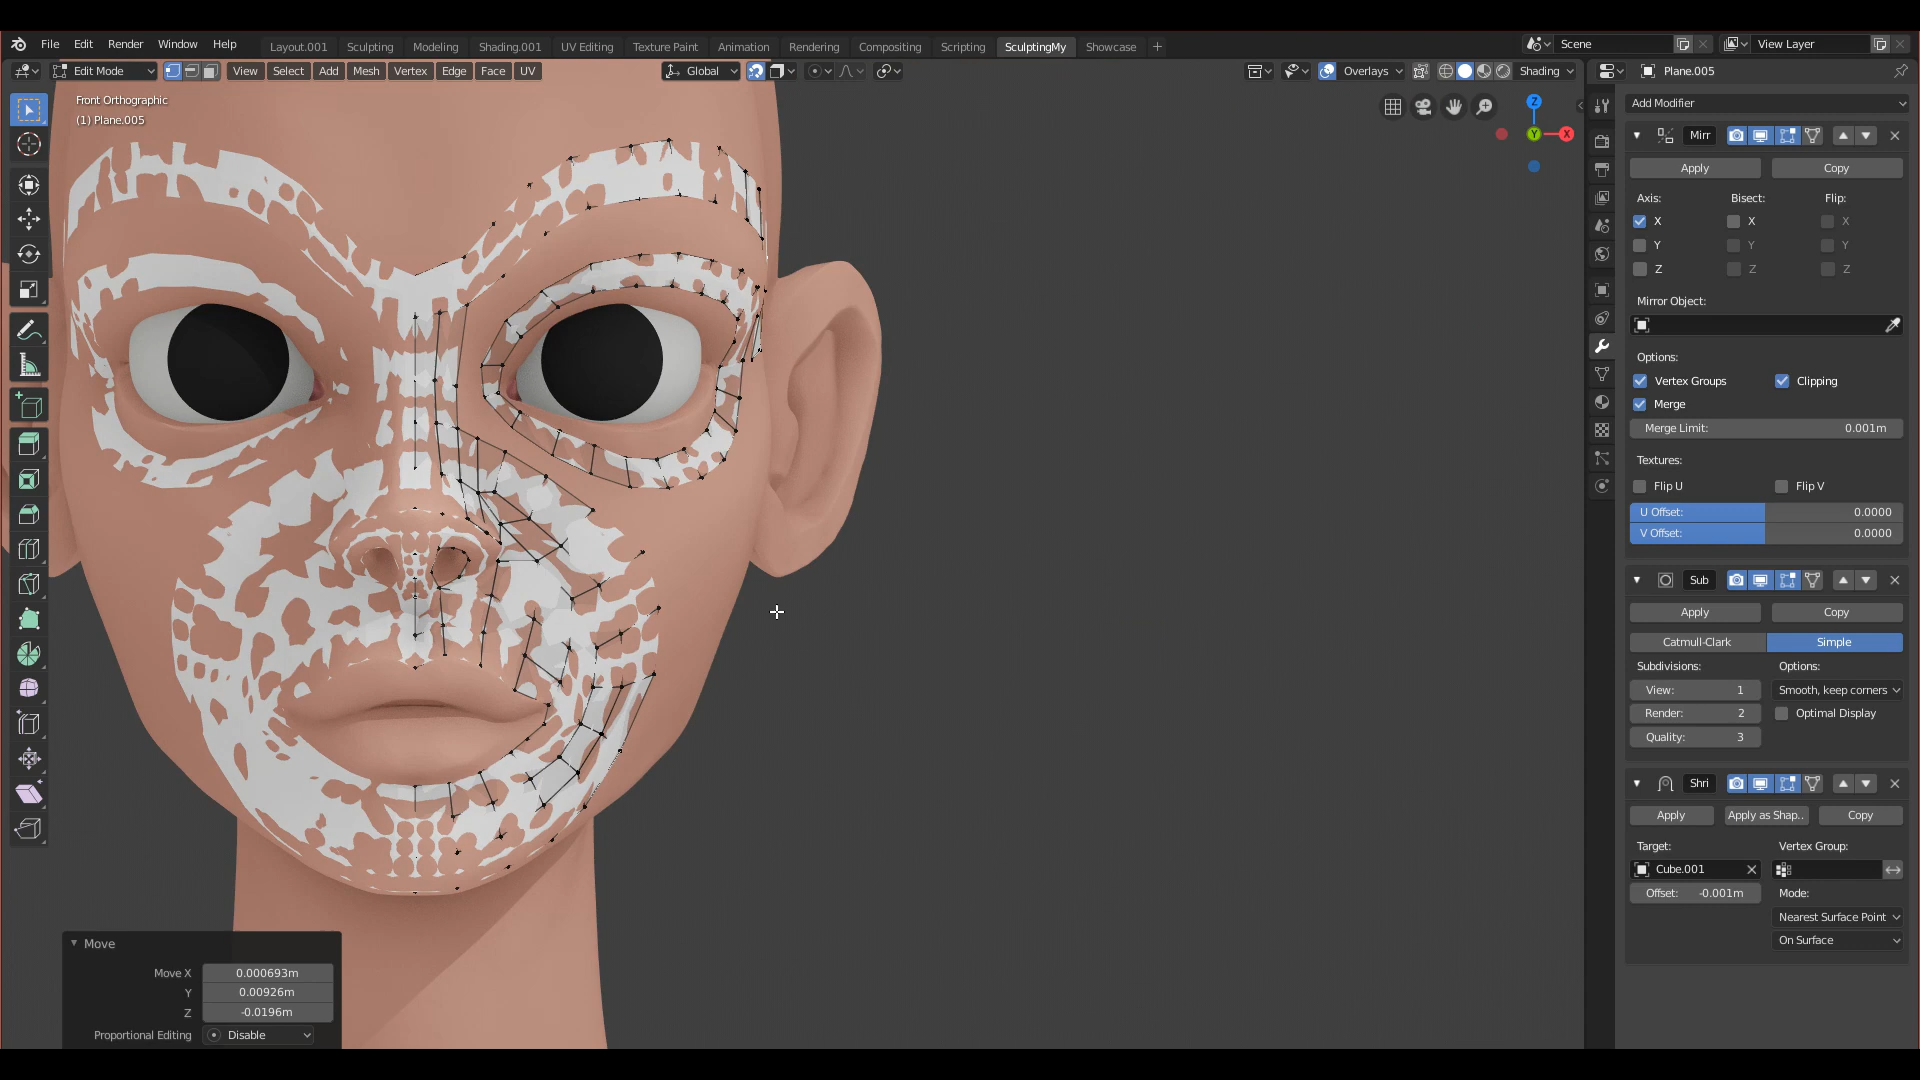 File Edit Render Window Help Layout.001 Sculpting Modeling Shading.001 UV Editing Texture Paint Animation Rendering Compositing Scripting SculptingMy Showcase + Scene View Layer
Edit Mode View Select Add Mesh Vertex Edge Face UV Global Overlays Shading Plane.005
Front Orthographic
(1) Plane.005
Z
Y
X
Add Modifier
Mirr
Apply Copy
Axis: Bisect: Flip:
X X X
Y Y Y
Z Z Z
Mirror Object:
Options:
Vertex Groups Clipping
Merge
Merge Limit: 0.001m
Textures:
Flip U Flip V
U Offset: 0.0000
V Offset: 0.0000
Sub
Apply Copy
Catmull-Clark Simple
Subdivisions: Options:
View: 1 Smooth, keep corners
Render: 2 Optimal Display
Quality: 3
Shri
Apply Apply as Shap.. Copy
Target: Vertex Group:
Cube.001
Offset: -0.001m Mode:
Nearest Surface Point
On Surface
Move
Move X 0.000693m
Y 0.00926m
Z -0.0196m
Proportional Editing Disable